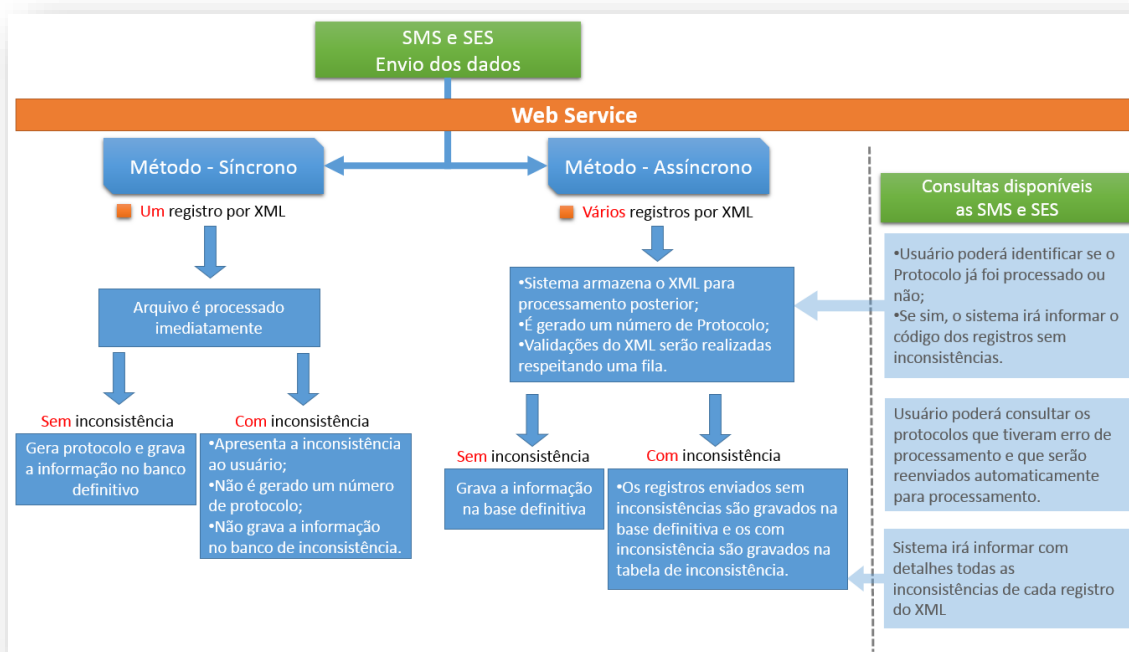 SMS e SES
Envio dos dados
Web Service
Método - Síncrono
Um registro por XML
Arquivo é processado
imediatamente
Sem inconsistência
Gera protocolo e grava
a informação no banco
definitivo
Com inconsistência
•Apresenta a inconsistência
ao usuário;
•Não é gerado um número
de protocolo;
•Não grava a informação
no banco de inconsistência.
Método - Assíncrono
Vários registros por XML
•Sistema armazena o XML para
processamento posterior;
•É gerado um número de Protocolo;
•Validações do XML serão realizadas
respeitando uma fila.
Sem inconsistência
Grava a informação
na base definitiva
Com inconsistência
•Os registros enviados sem
inconsistências são gravados na
base definitiva e os com
inconsistência são gravados na
tabela de inconsistência.
Consultas disponíveis
as SMS e SES
•Usuário poderá identificar se o
Protocolo já foi processado ou
não;
•Se sim, o sistema irá informar o
código dos registros sem
inconsistências.
Usuário poderá consultar os
protocolos que tiveram erro de
processamento e que serão
reenviados automaticamente
para processamento.
Sistema irá informar com
detalhes todas as
inconsistências de cada registro
do XML